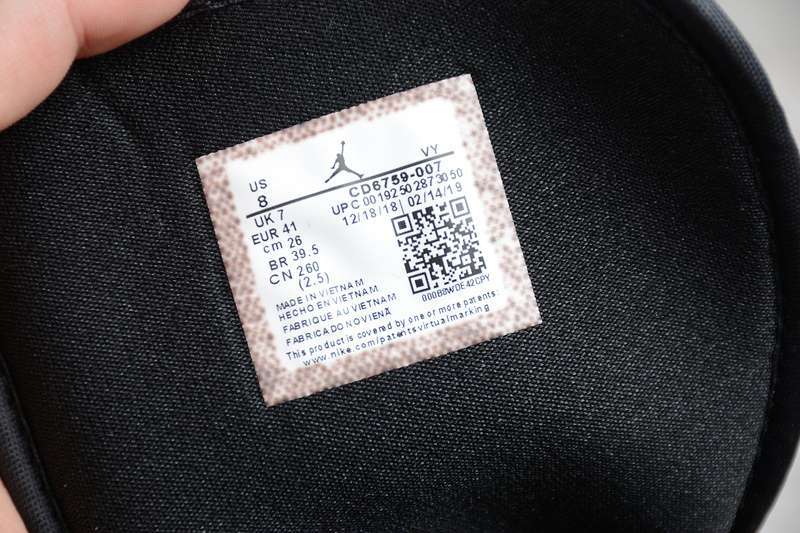 US VY
8 CD6759-007
UK 7 UPC 00192502873050
EUR 41 12/18/18| 02/14/19
cm 26
BR 39.5
CN 260
(2.5)
000B8WDE42CPY
MADE IN VIETNAM
HECHO EN VIETNAM
FABRIQUE AU VIETNAM
FABRICADO NO VIENÃ
This product is covered by one or more patents
www.nike.com/patentsvirtualmarking